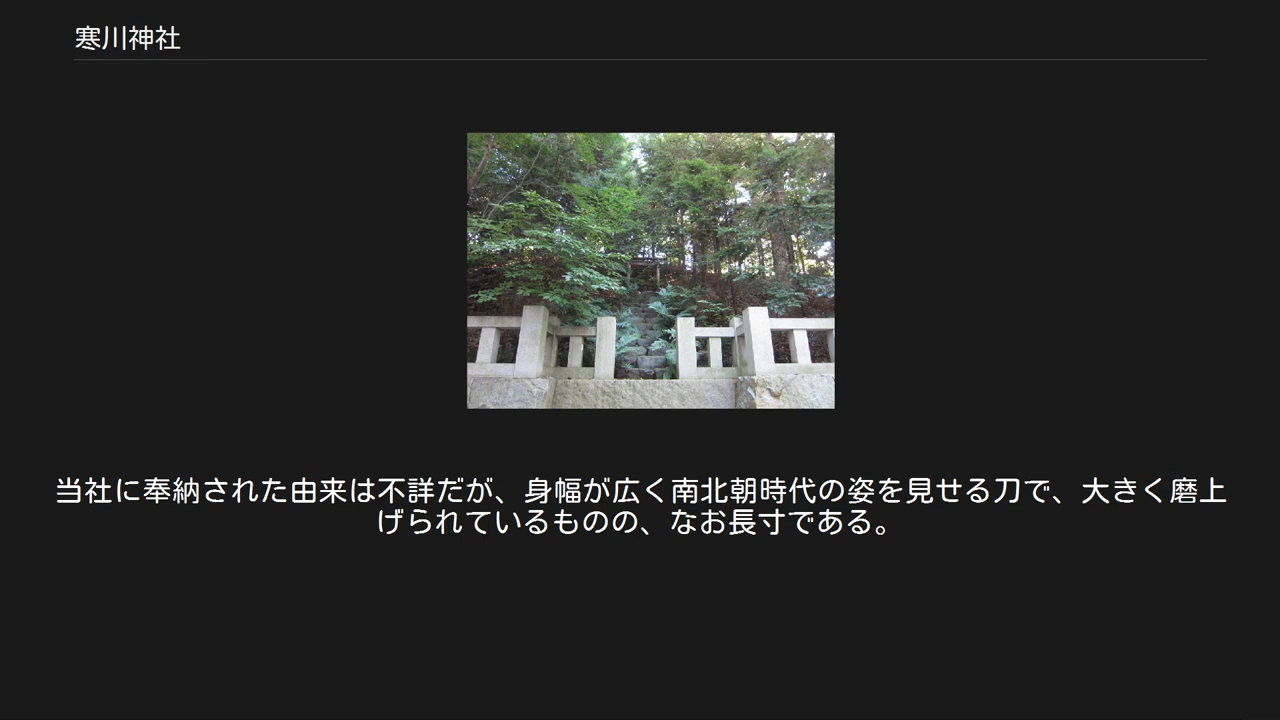 寒川神社
当社に奉納された由来は不詳だが、身幅が広く南北朝時代の姿を見せる刀で、大きく磨上
げられているものの、なお長寸である。